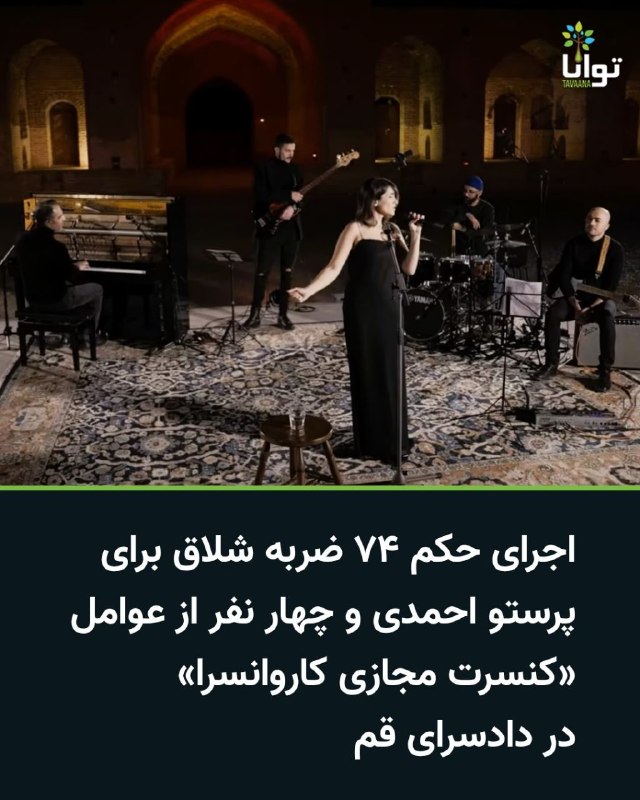 توانا
TAVAANA
اجرای حکم ۷۴ ضربه شلاق برای
پرستو احمدی و چهار نفر از عوامل
«کنسرت مجازی کاروانسرا»
در دادسرای قم